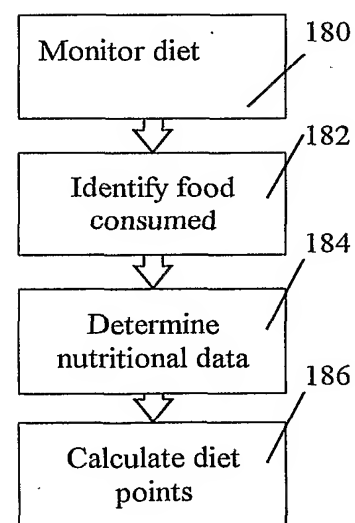 180
Monitor diet
182
Identify food
consumed
184
Determine
nutritional data
186
Calculate diet
points